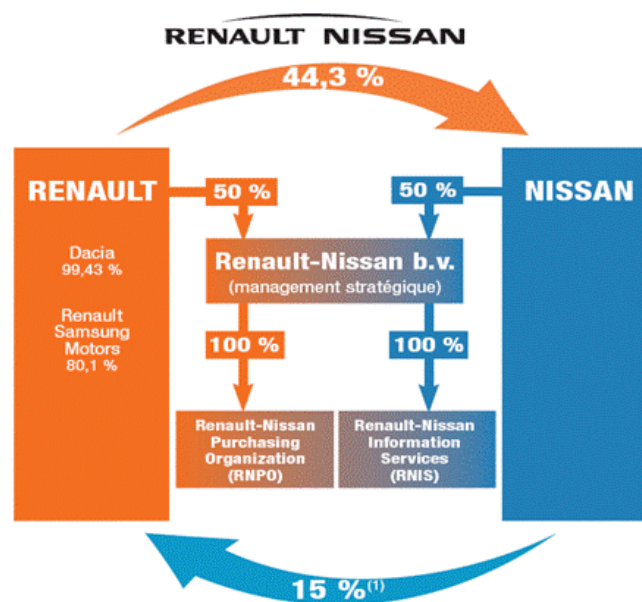 RENAULT NISSAN
44,3 %
RENAULT
50 %
50 %
NISSAN
Dacia
99,43 %
Renault-Nissan b.v.
(management stratégique)
Renault
Samsung
Motors
80,1 %
100 %
100 %
Renault-Nissan
Purchasing
Organization
(RNPO)
Renault-Nissan
Information
Services
(RNIS)
15 %(1)